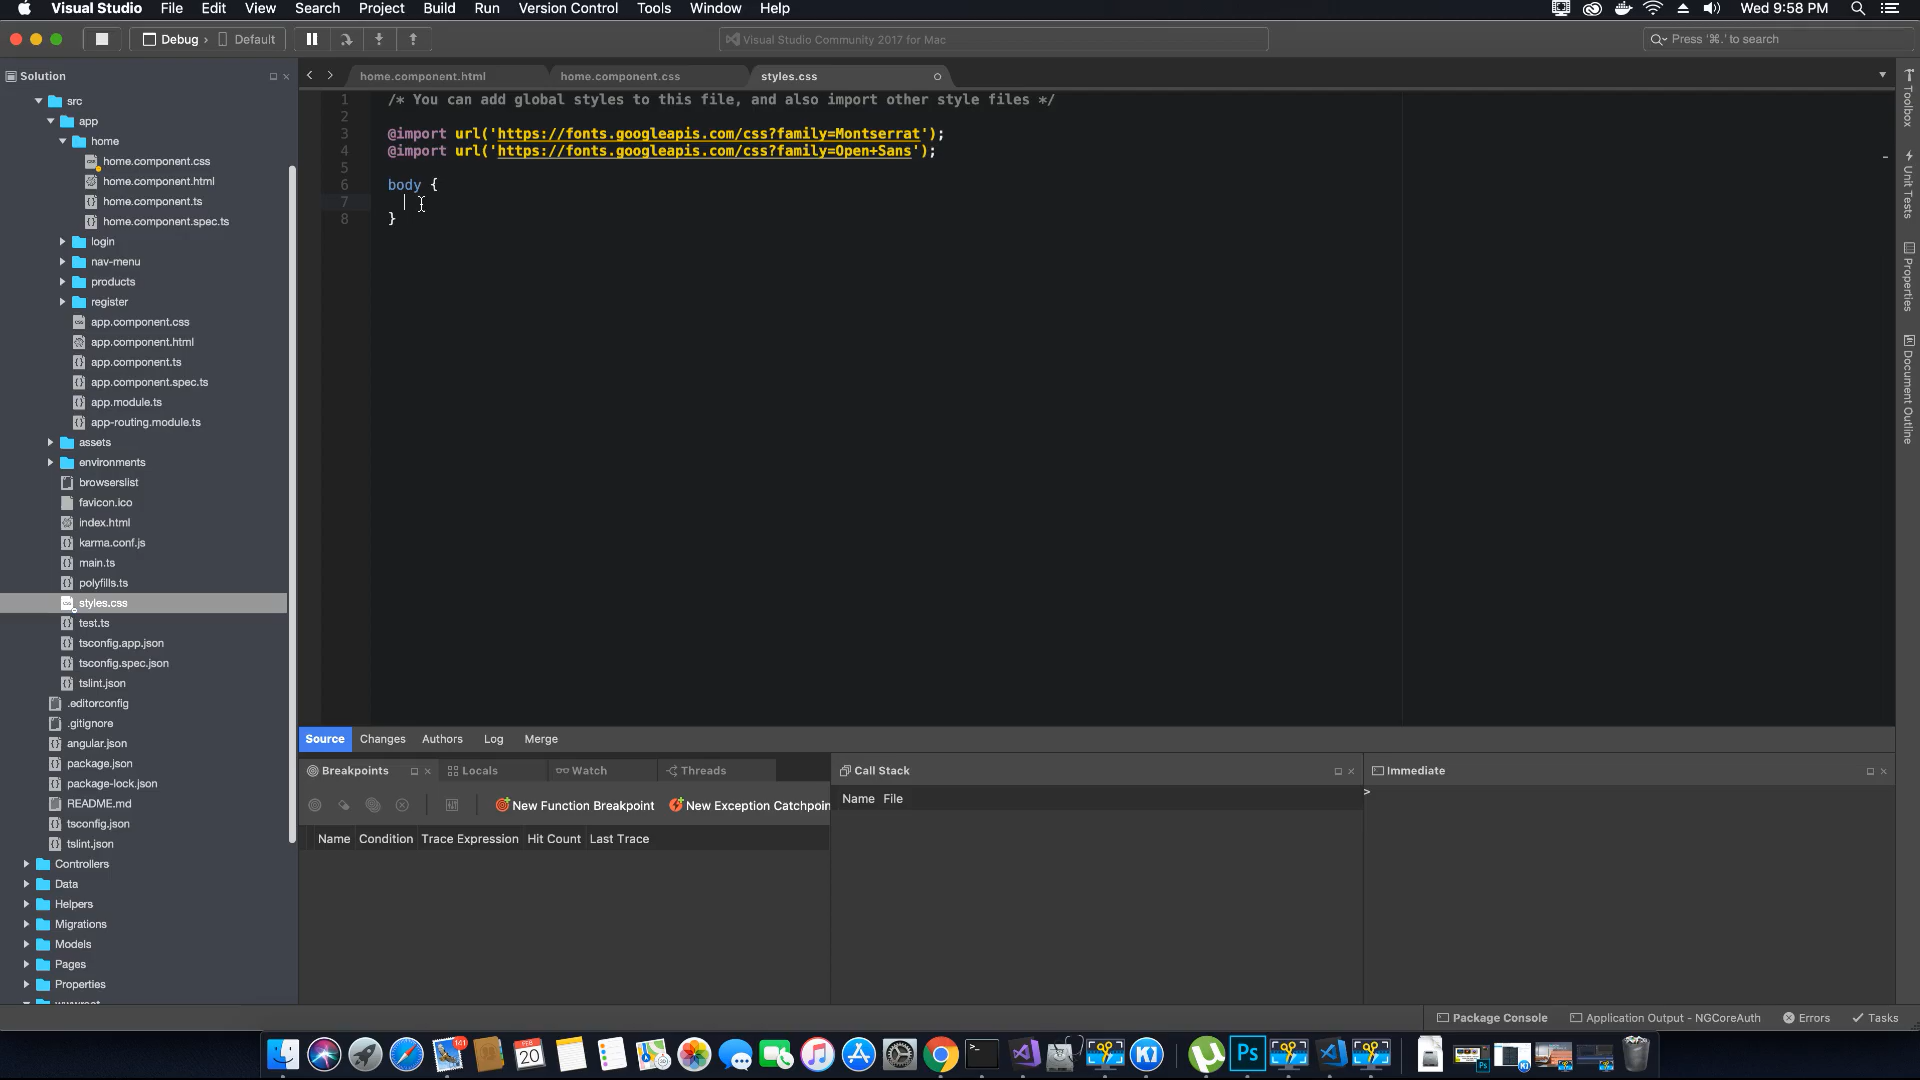 Visual Studio File Edit View Search Project Build Run Version Control Tools Window Help Wed 9:58 PM
Debug › Default Visual Studio Community 2017 for Mac Press '⌘.' to search
Solution
src
app
home
home.component.css
home.component.html
home.component.ts
home.component.spec.ts
login
nav-menu
products
register
app.component.css
app.component.html
app.component.ts
app.component.spec.ts
app.module.ts
app-routing.module.ts
assets
environments
browserslist
favicon.ico
index.html
karma.conf.js
main.ts
polyfills.ts
styles.css
test.ts
tsconfig.app.json
tsconfig.spec.json
tslint.json
.editorconfig
.gitignore
angular.json
package.json
package-lock.json
README.md
tsconfig.json
tslint.json
Controllers
Data
Helpers
Migrations
Models
Pages
Properties
wwwroot
home.component.html home.component.css styles.css
1 /* You can add global styles to this file, and also import other style files */
2
3 @import url('https://fonts.googleapis.com/css?family=Montserrat');
4 @import url('https://fonts.googleapis.com/css?family=Open+Sans');
5
6 body {
7
8 }
Toolbox
Unit Tests
Properties
Document Outline
Source Changes Authors Log Merge
Breakpoints Locals Watch Threads
New Function Breakpoint New Exception Catchpoin
Name Condition Trace Expression Hit Count Last Trace
Call Stack
Name File
Immediate
>
Package Console Application Output - NGCoreAuth Errors Tasks
141
FEB
20
Ps